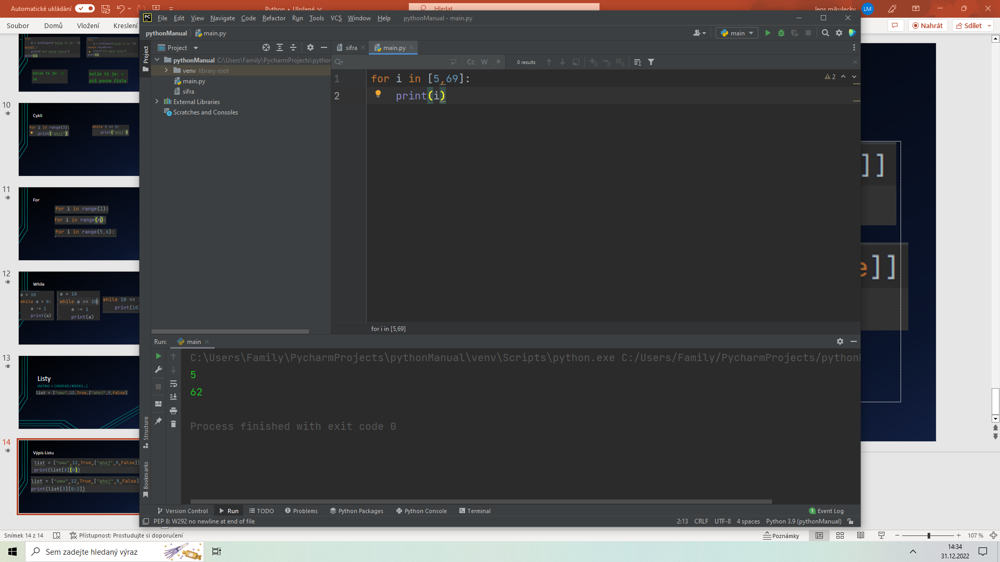 Automatické ukládání
Python • Uloženo
Hledat
leos mikulecky
LM
Soubor
Domů
Vložení
Kreslení
Nahrát
Sdílet
PC
File
Edit
View
Navigate
Code
Refactor
Run
Tools
VCS
Window
Help
pythonManual - main.py
pythonManual
main.py
main
Project
Project
sifra
main.py
pythonManual C:\Users\Family\PycharmProjects\python
venv library root
main.py
sifra
External Libraries
Scratches and Consoles
Cc
W
.*
0 results
1
for i in [5,69]:
2
print(i)
2
for i in [5,69]
kolik ti je:
16
kolik ti je:
piš pouze čísla
10
Cykli
for i in range(3):
print("ahoj")
while 5 == 5:
print("ahoj")
11
For
for i in range(1):
for i in range(n):
for i in range(5,6):
12
While
a = 10
while a > 0:
a -= 1
print(a)
a = 10
while a == 10:
a -= 1
print(a)
while 10 ==
print(10)
13
Listy
JMÉNO = [INDEX0,INDEX1...]
list = ["uwu",12,True,["ahoj",5,False]
14
Výpis Listu
list = ["uwu",12,True,["ahoj",5,False]]
print(list[3][0])
list = ["uwu",12,True,["ahoj",5,False]
print(list[3][0:2])
]]
e]]
Run:
main
C:\Users\Family\PycharmProjects\pythonManual\venv\Scripts\python.exe C:/Users/Family/PycharmProjects/python
5
62
Process finished with exit code 0
Structure
Bookmarks
Version Control
Run
TODO
Problems
Python Packages
Python Console
Terminal
1
Event Log
PEP 8: W292 no newline at end of file
2:13
CRLF
UTF-8
4 spaces
Python 3.9 (pythonManual)
Snímek 14 z 14
Přístupnost: Prostudujte si doporučení
Poznámky
107 %
Sem zadejte hledaný výraz
14:34
31.12.2022